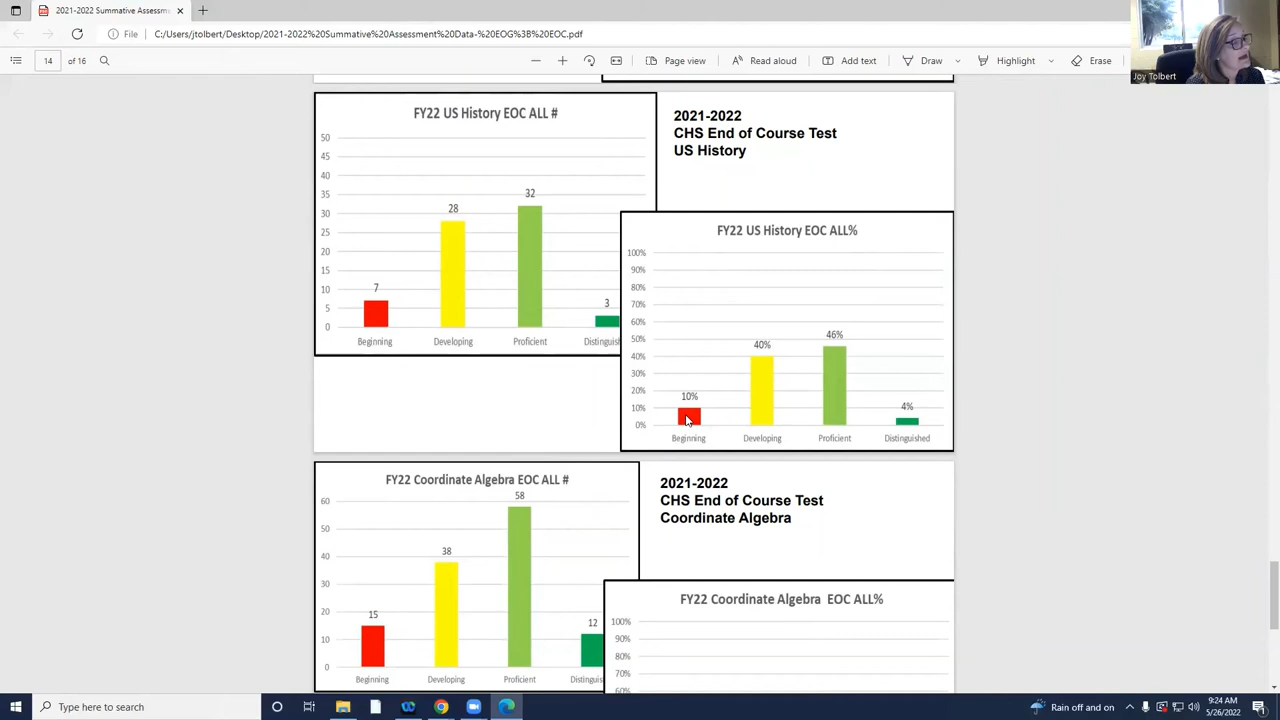 2021-2022 Summative Assessm
File
C:/Users/jtolbert/Desktop/2021-2022%20Summative%20Assessment%20Data-%20EOG%3B%20EOC.pdf
14 of 16
Page view
Read aloud
Add text
Draw
Highlight
Erase
Joy Tolbert
FY22 US History EOC ALL #
50
45
40
35
30
25
20
15
10
5
0
7
28
32
3
Beginning
Developing
Proficient
Distinguish
2021-2022
CHS End of Course Test
US History
FY22 US History EOC ALL%
100%
90%
80%
70%
60%
50%
40%
30%
20%
10%
0%
10%
40%
46%
4%
Beginning
Developing
Proficient
Distinguished
FY22 Coordinate Algebra EOC ALL #
60
50
40
30
20
10
0
15
38
58
12
Beginning
Developing
Proficient
Distinguis
2021-2022
CHS End of Course Test
Coordinate Algebra
FY22 Coordinate Algebra EOC ALL%
100%
90%
80%
70%
60%
Type here to search
Rain off and on
9:24 AM
5/26/2022
1